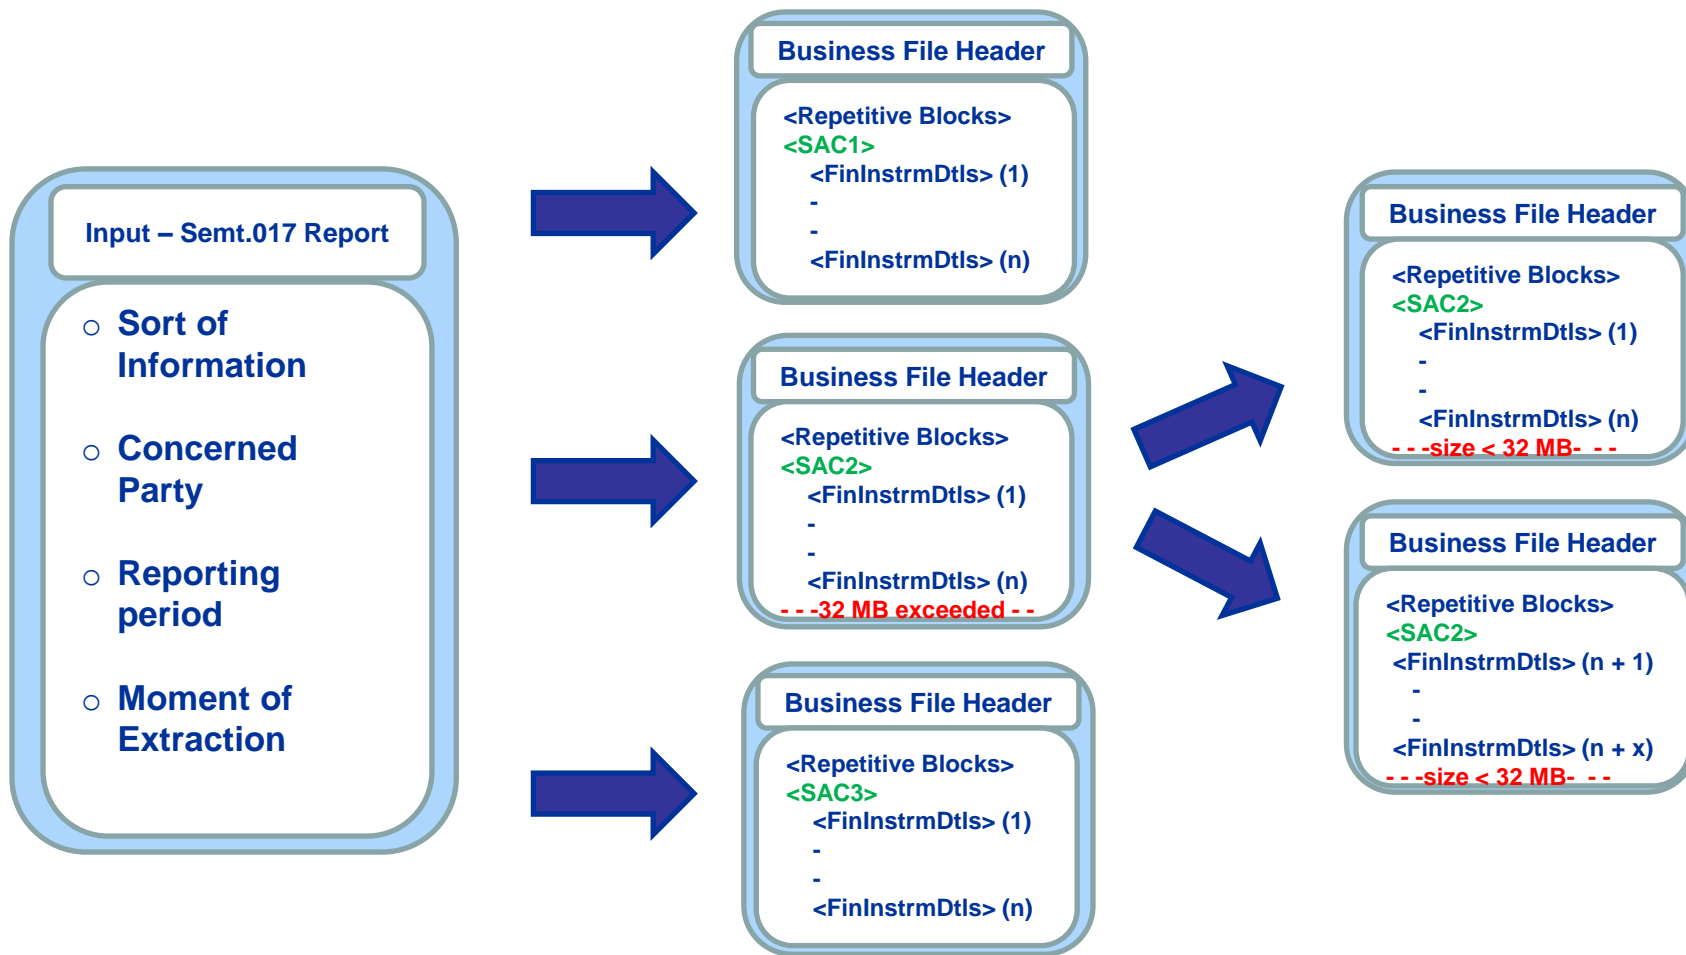 Input – Semt.017 Report
○ Sort of
Information
○ Concerned
Party
○ Reporting
period
○ Moment of
Extraction
Business File Header
<Repetitive Blocks>
<SAC1>
<FinInstrmDtls> (1)
-
-
<FinInstrmDtls> (n)
Business File Header
<Repetitive Blocks>
<SAC2>
<FinInstrmDtls> (1)
-
-
<FinInstrmDtls> (n)
- - -32 MB exceeded - -
Business File Header
<Repetitive Blocks>
<SAC3>
<FinInstrmDtls> (1)
-
-
<FinInstrmDtls> (n)
Business File Header
<Repetitive Blocks>
<SAC2>
<FinInstrmDtls> (1)
-
-
<FinInstrmDtls> (n)
- - -size < 32 MB- - -
Business File Header
<Repetitive Blocks>
<SAC2>
<FinInstrmDtls> (n + 1)
-
-
<FinInstrmDtls> (n + x)
- - -size < 32 MB- - -